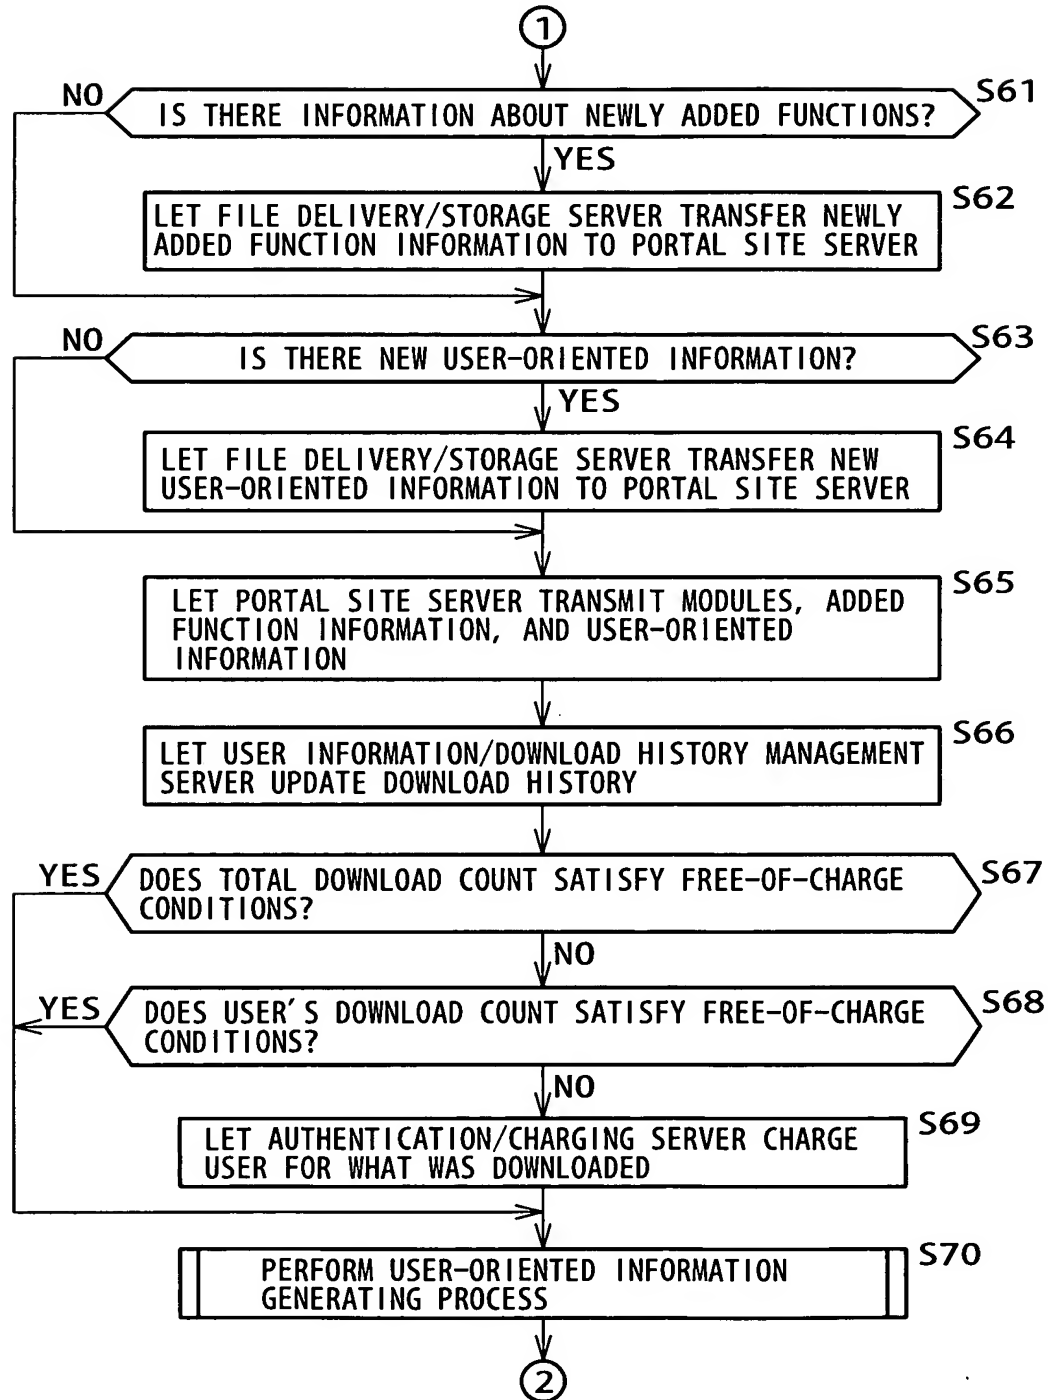 1
NO
S61
IS THERE INFORMATION ABOUT NEWLY ADDED FUNCTIONS?
YES
S62
LET FILE DELIVERY/STORAGE SERVER TRANSFER NEWLY
ADDED FUNCTION INFORMATION TO PORTAL SITE SERVER
NO
S63
IS THERE NEW USER-ORIENTED INFORMATION?
YES
S64
LET FILE DELIVERY/STORAGE SERVER TRANSFER NEW
USER-ORIENTED INFORMATION TO PORTAL SITE SERVER
S65
LET PORTAL SITE SERVER TRANSMIT MODULES, ADDED
FUNCTION INFORMATION, AND USER-ORIENTED
INFORMATION
S66
LET USER INFORMATION/DOWNLOAD HISTORY MANAGEMENT
SERVER UPDATE DOWNLOAD HISTORY
YES
S67
DOES TOTAL DOWNLOAD COUNT SATISFY FREE-OF-CHARGE
CONDITIONS?
NO
YES
S68
DOES USER'S DOWNLOAD COUNT SATISFY FREE-OF-CHARGE
CONDITIONS?
NO
S69
LET AUTHENTICATION/CHARGING SERVER CHARGE
USER FOR WHAT WAS DOWNLOADED
S70
PERFORM USER-ORIENTED INFORMATION
GENERATING PROCESS
2